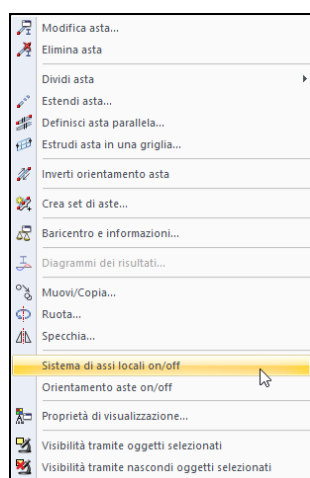 Modifica asta...
Elimina asta
Dividi asta
Estendi asta...
Definisci asta parallela...
Estrudi asta in una griglia...
Inverti orientamento asta
Crea set di aste...
Baricentro e informazioni...
Diagrammi dei risultati...
Muovi/Copia...
Ruota...
Specchia...
Sistema di assi locali on/off
Orientamento aste on/off
Proprietà di visualizzazione...
Visibilità tramite oggetti selezionati
Visibilità tramite nascondi oggetti selezionati